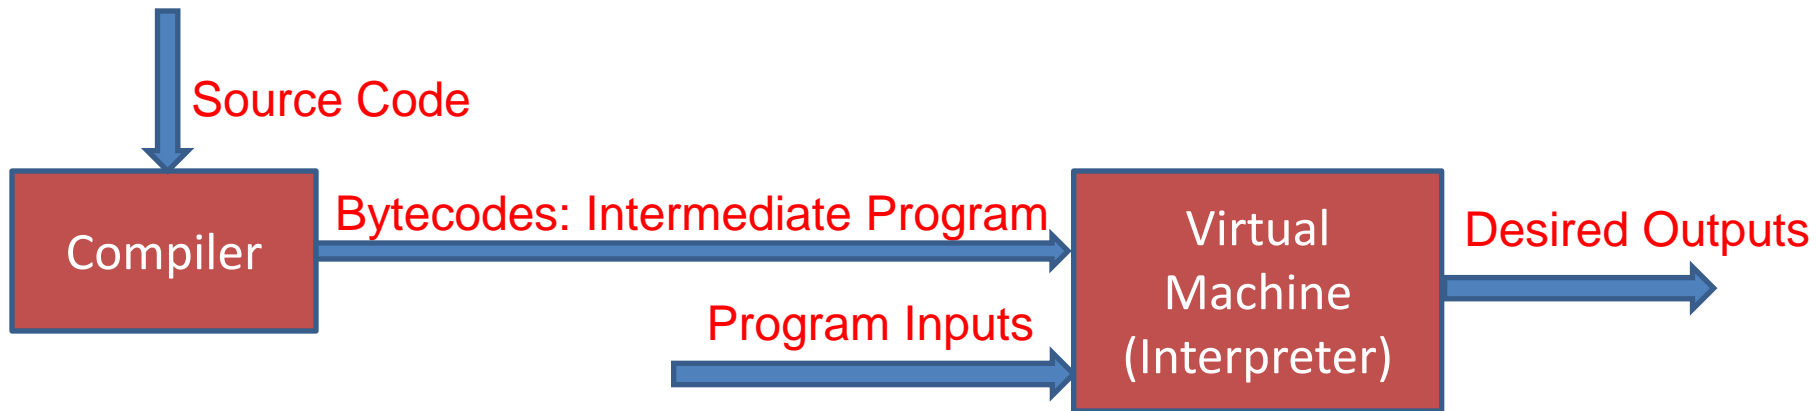 Source Code
Compiler
Bytecodes: Intermediate Program
Program Inputs
Virtual
Machine
(Interpreter)
Desired Outputs